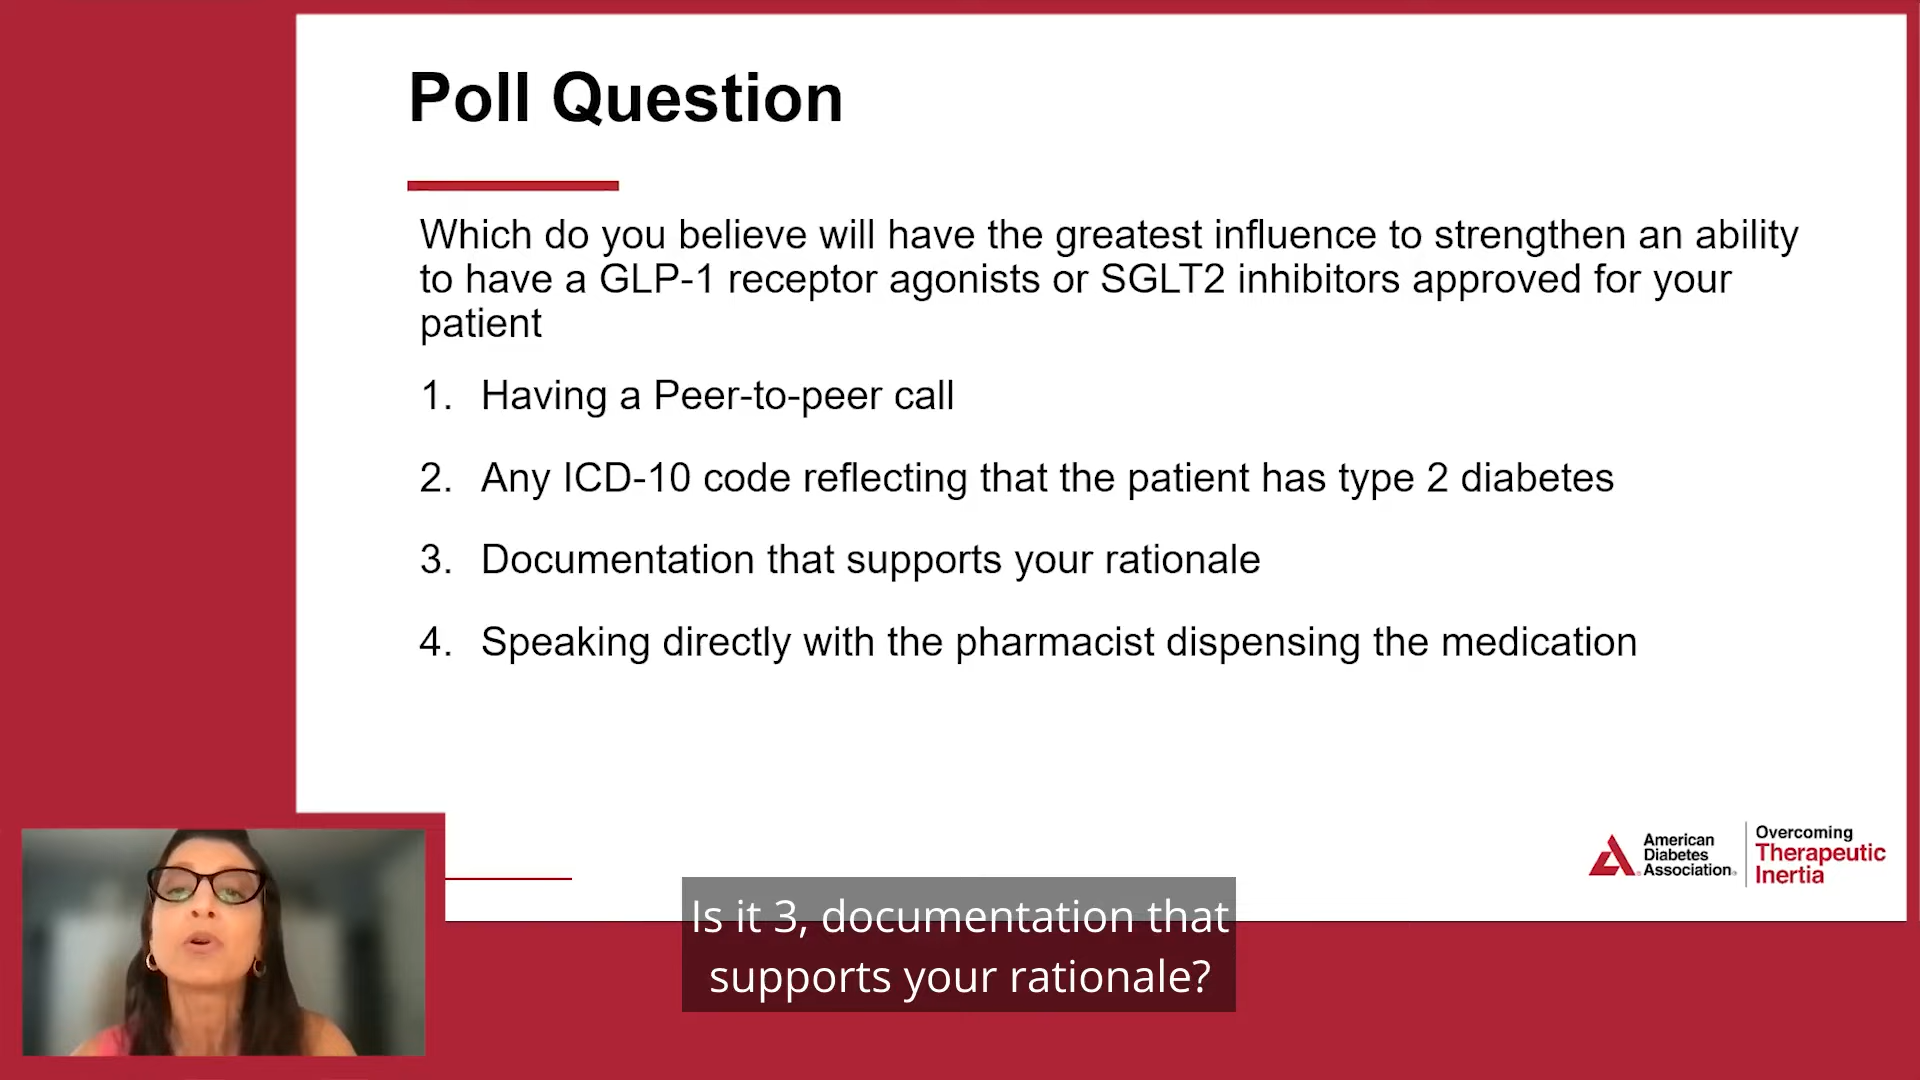 Poll Question
Which do you believe will have the greatest influence to strengthen an ability
to have a GLP-1 receptor agonists or SGLT2 inhibitors approved for your
patient
1. Having a Peer-to-peer call
2. Any ICD-10 code reflecting that the patient has type 2 diabetes
3. Documentation that supports your rationale
4. Speaking directly with the pharmacist dispensing the medication
American
Diabetes
Association®
Overcoming
Therapeutic
Inertia
Is it 3, documentation that
supports your rationale?